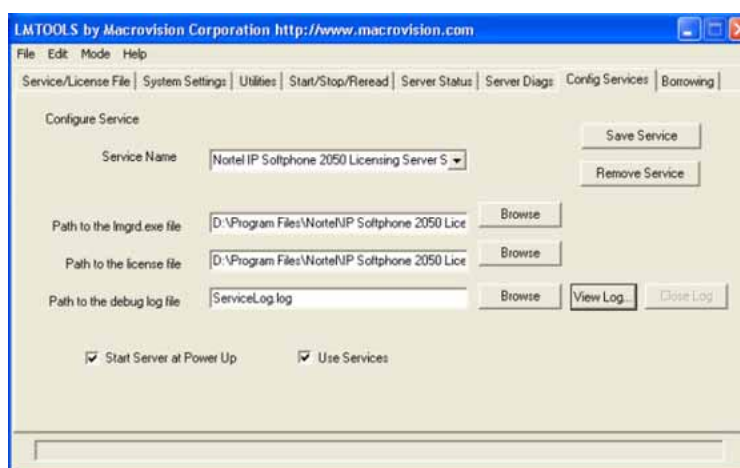 LMTOOLS by Macrovision Corporation http://www.macrovision.com
File Edit Mode Help
Service/License File System Settings Utilities Start/Stop/Reread Server Status Server Diags Config Services Borrowing
Configure Service
Save Service
Service Name Nortel IP Softphone 2050 Licensing Server S
Remove Service
Path to the lmgrd.exe file D:\Program Files\Nortel\IP Softphone 2050 Lice Browse
Path to the license file D:\Program Files\Nortel\IP Softphone 2050 Lice Browse
Path to the debug log file ServiceLog.log Browse View Log... Close Log
Start Server at Power Up Use Services